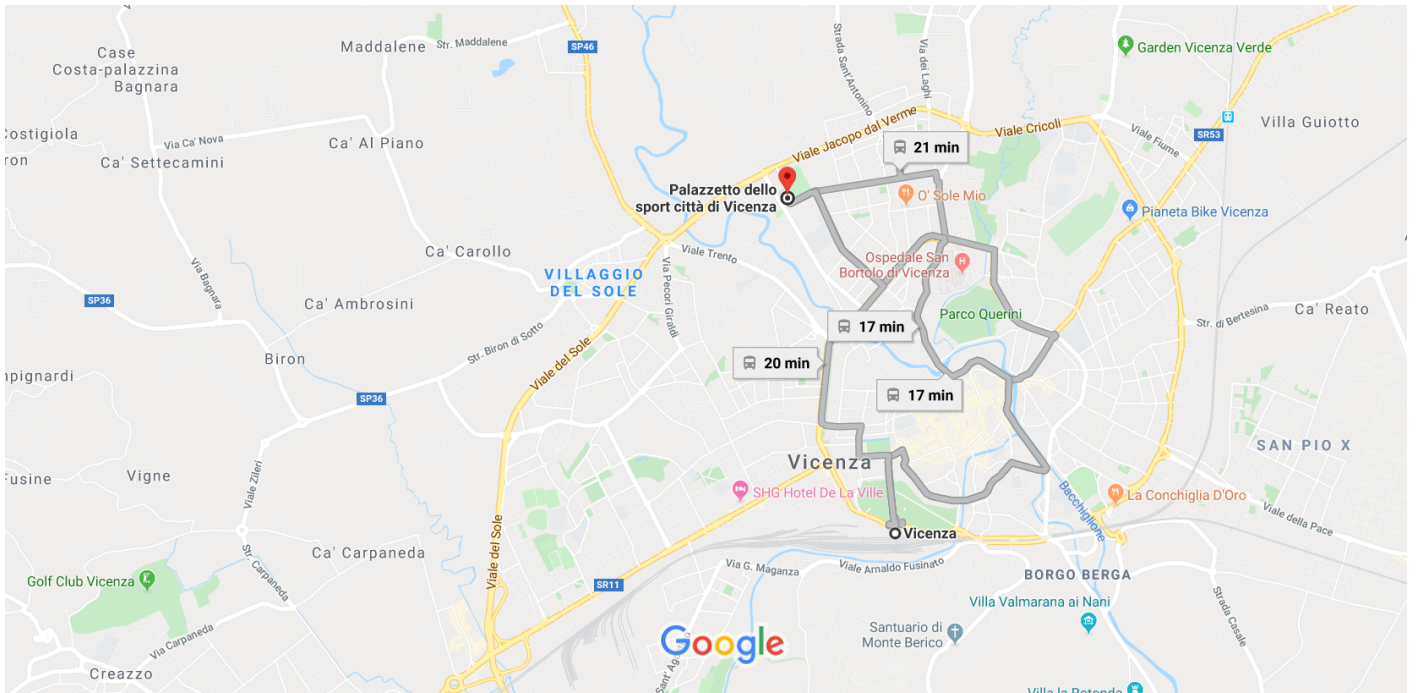 Case
Costa-palazzina
Bagnara
Maddalene
Str. Maddalene
SP46
Strada Sant'Antonino
Via dei Laghi
Garden Vicenza Verde
Costigiola
Via Ca' Nova
Ca' Settecamini
Ca' Al Piano
Viale Jacopo dal Verme
Viale Cricoli
Viale Fiume
SR53
Villa Guiotto
21 min
Palazzetto dello
sport città di Vicenza
O' Sole Mio
Pianeta Bike Vicenza
Ca' Carollo
Viale Trento
Ospedale San
Bortolo di Vicenza
VILLAGGIO
DEL SOLE
Via Bagnara
Via Pecori Giraldi
SP36
Ca' Ambrosini
Parco Querini
Ca' Reato
Str. di Bertesina
17 min
Str. Biron di Sotto
Biron
20 min
Viale del Sole
17 min
SP36
SAN PIO X
Vicenza
Vigne
Viale Zileri
SHG Hotel De La Ville
La Conchiglia D'Oro
Bacchiglione
Viale della Pace
Vicenza
Viale del Sole
Ca' Carpaneda
Str. Carpaneda
Golf Club Vicenza
SR11
Via G. Maganza
Viale Arnaldo Fusinato
BORGO BERGA
Villa Valmarana ai Nani
Strada Casale
Via Carpaneda
Google
Santuario di
Monte Berico
Creazzo
Villa la Rotonda